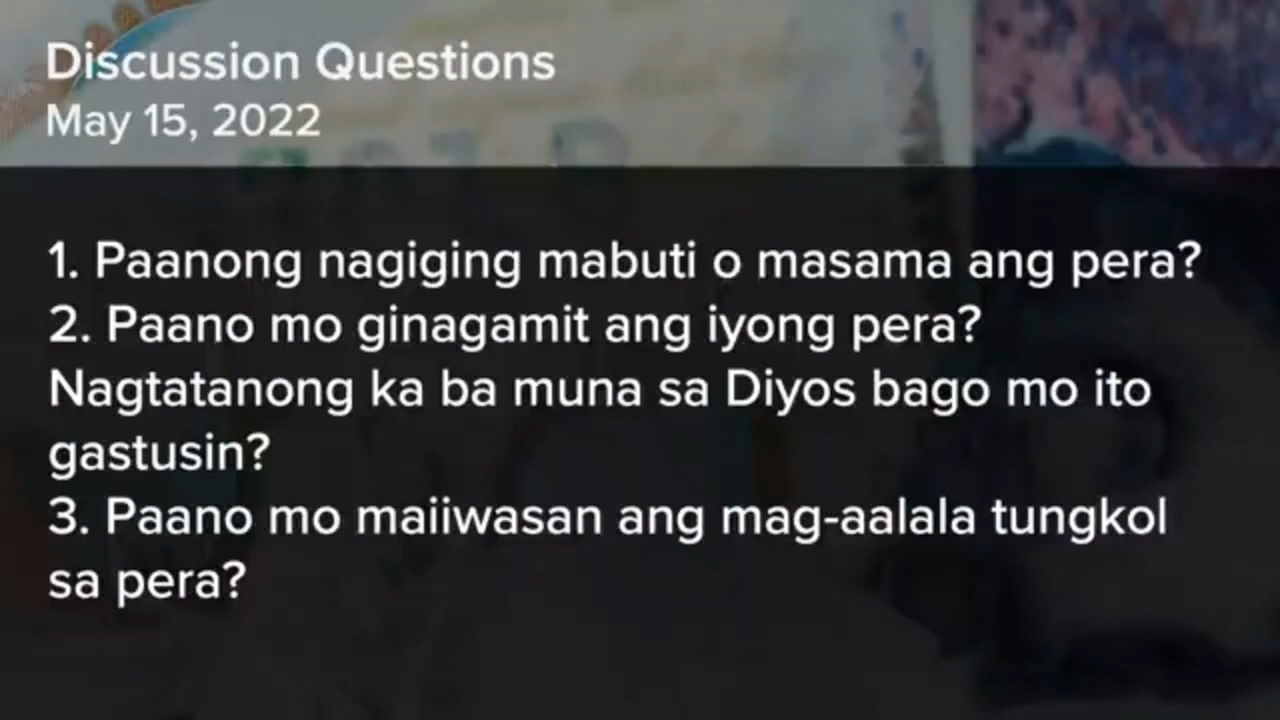 Discussion Questions
May 15, 2022
1. Paanong nagiging mabuti o masama ang pera?
2. Paano mo ginagamit ang iyong pera?
Nagtatanong ka ba muna sa Diyos bago mo ito
gastusin?
3. Paano mo maiiwasan ang mag-aalala tungkol
sa pera?